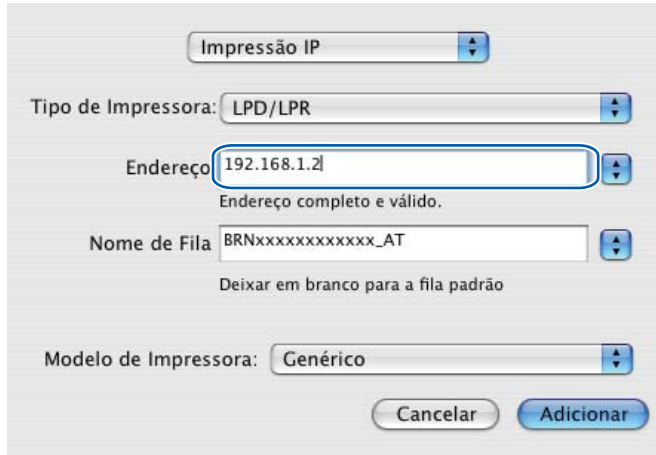 Impressão IP
Tipo de Impressora: LPD/LPR
Endereço 192.168.1.2
Endereço completo e válido.
Nome de Fila BRNxxxxxxxxxxxx_AT
Deixar em branco para a fila padrão
Modelo de Impressora: Genérico
Cancelar Adicionar